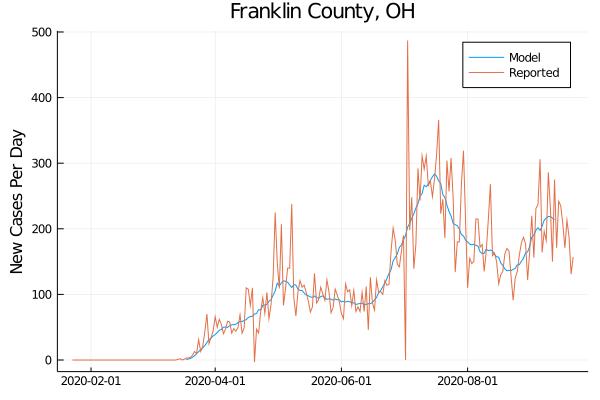 Franklin County, OH
New Cases Per Day
500
400
300
200
100
0
2020-02-01
2020-04-01
2020-06-01
2020-08-01
Model
Reported